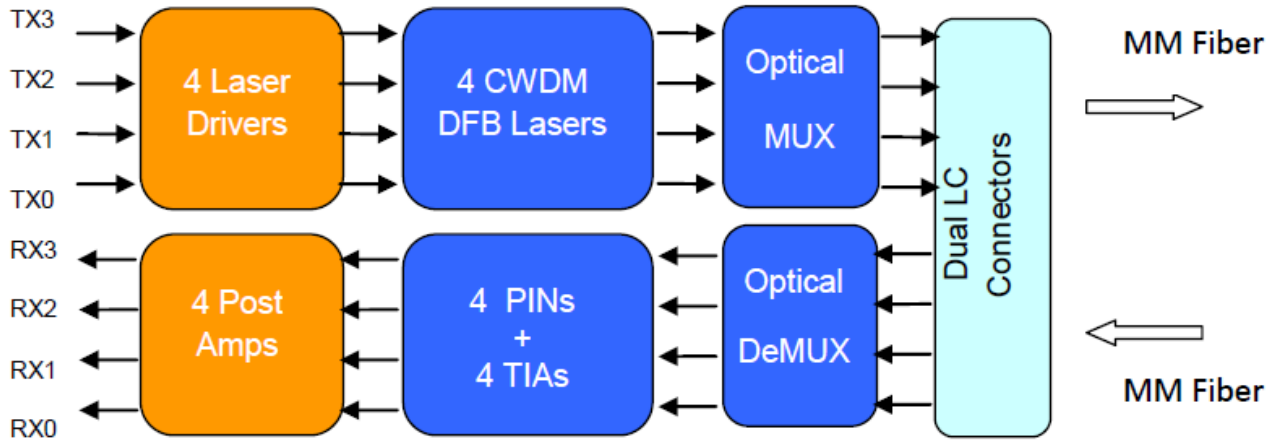 TX3
TX2
TX1
TX0
4 Laser
Drivers
4 CWDM
DFB Lasers
Optical
MUX
Dual LC
Connectors
MM Fiber
RX3
RX2
RX1
RX0
4 Post
Amps
4 PINs
+
4 TIAs
Optical
DeMUX
MM Fiber